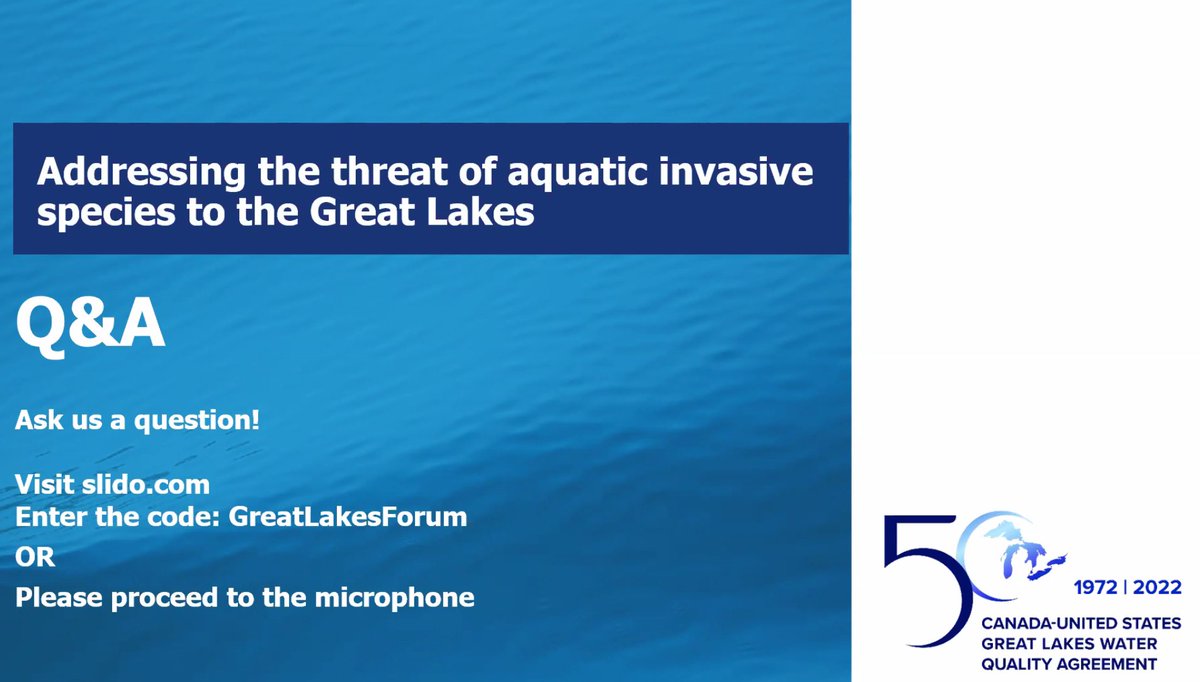 Addressing the threat of aquatic invasive
species to the Great Lakes
Q&A
Ask us a question!
Visit slido.com
Enter the code: GreatLakesForum
OR
Please proceed to the microphone
50
1972 | 2022
CANADA-UNITED STATES
GREAT LAKES WATER
QUALITY AGREEMENT